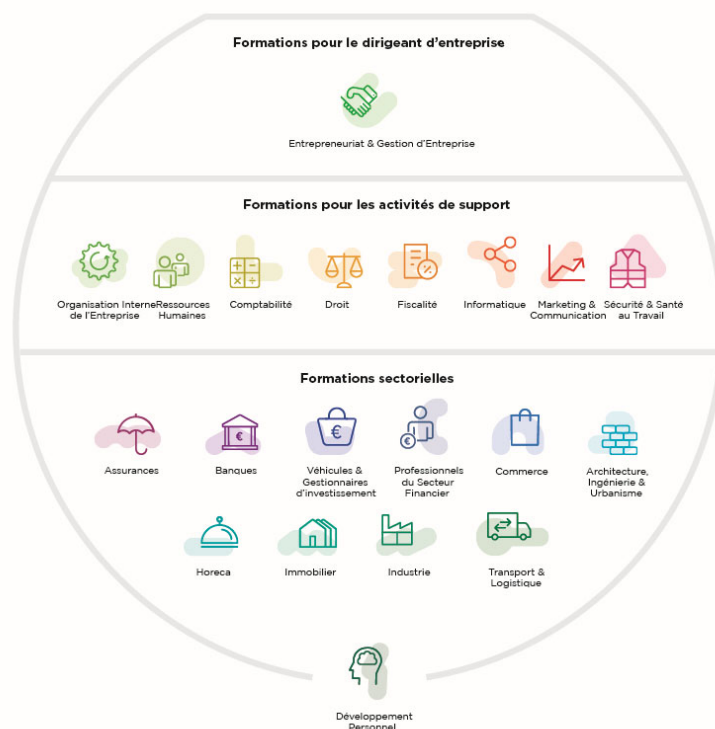 Formations pour le dirigeant d'entreprise
Entrepreneuriat & Gestion d'Entreprise
Formations pour les activités de support
Organisation Interne
de l'Entreprise
Ressources
Humaines
Comptabilité
Droit
Fiscalité
Informatique
Marketing &
Communication
Sécurité & Santé
au Travail
Formations sectorielles
Assurances
Banques
Véhicules &
Gestionnaires
d'investissement
Professionnels
du Secteur
Financier
Commerce
Architecture,
Ingénierie &
Urbanisme
Horeca
Immobilier
Industrie
Transport &
Logistique
Développement
Personnel